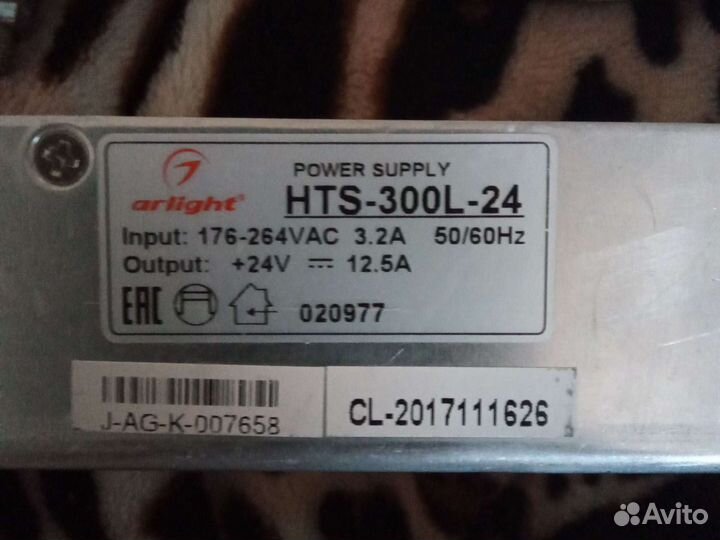 POWER SUPPLY
arlight HTS-300L-24
Input: 176-264VAC 3.2A 50/60Hz
Output: +24V 12.5A
EAC 020977
J-AG-K-007658
CL-2017111626
Avito